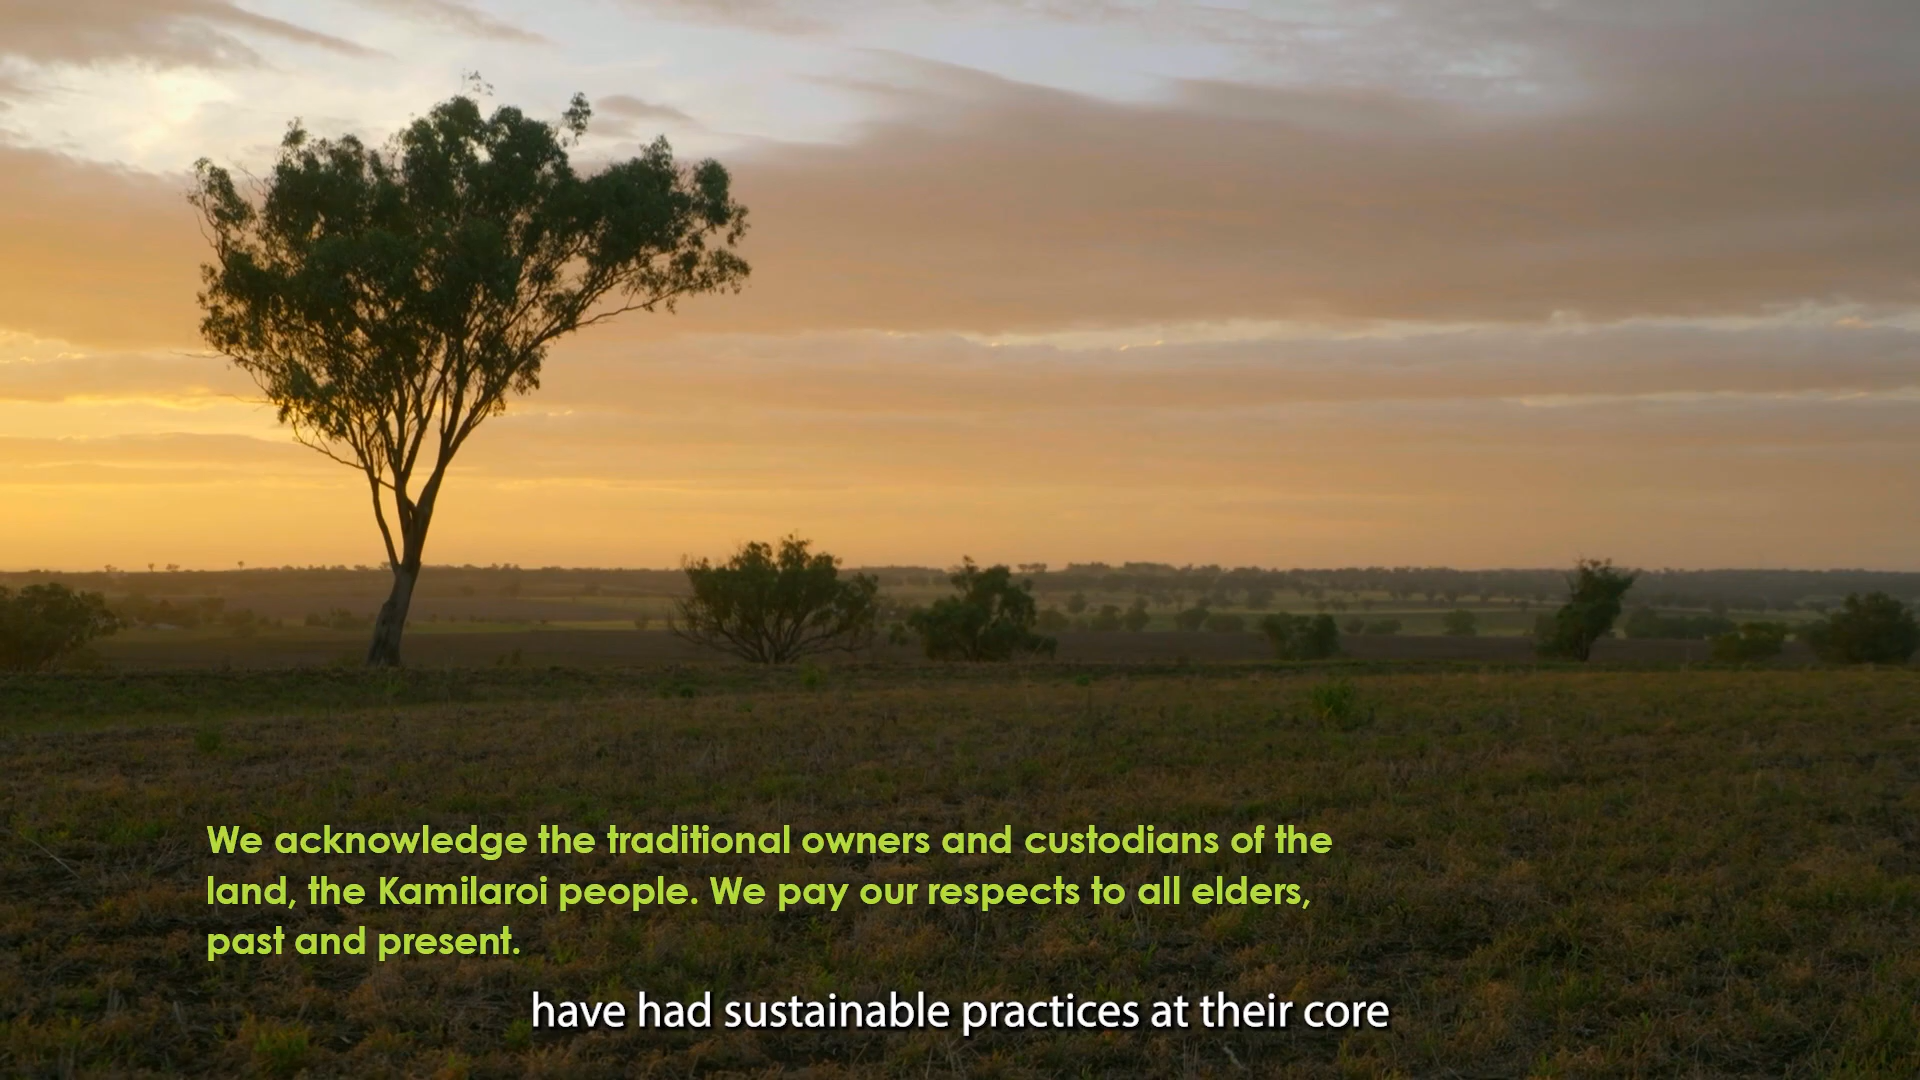 We acknowledge the traditional owners and custodians of the
land, the Kamilaroi people. We pay our respects to all elders,
past and present.
have had sustainable practices at their core